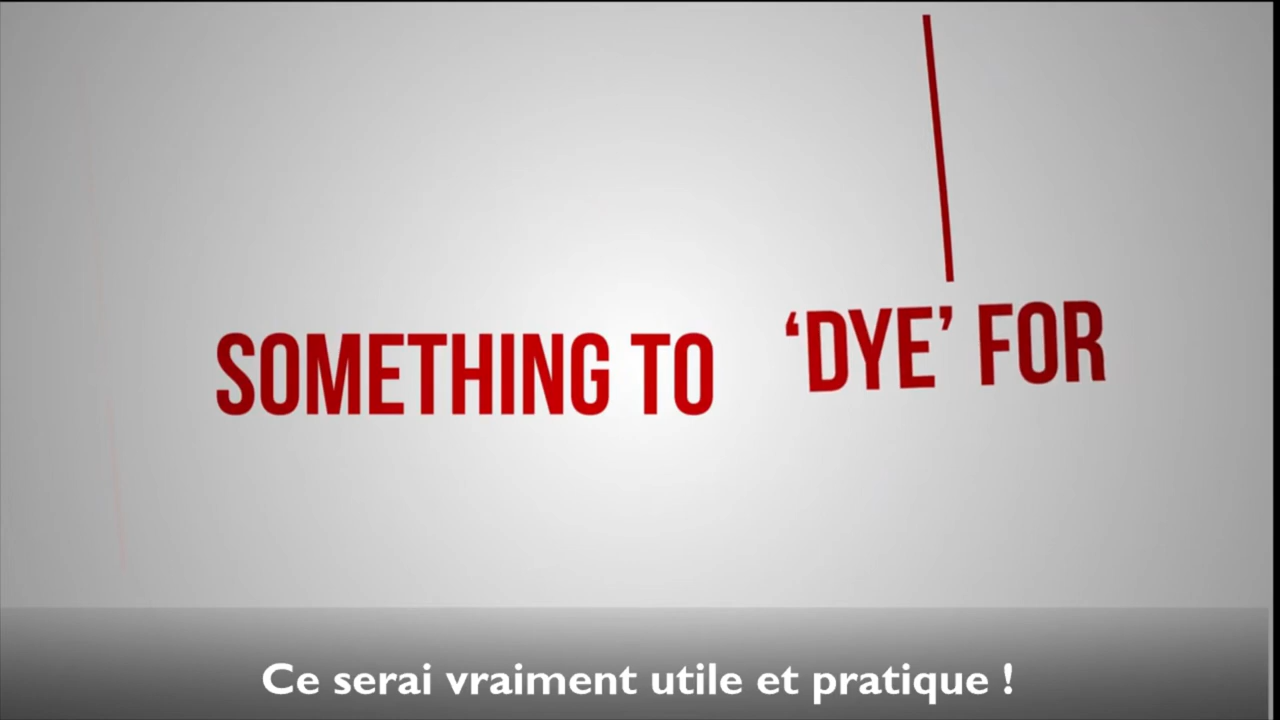 SOMETHING TO ‘DYE’ FOR
Ce serai vraiment utile et pratique !